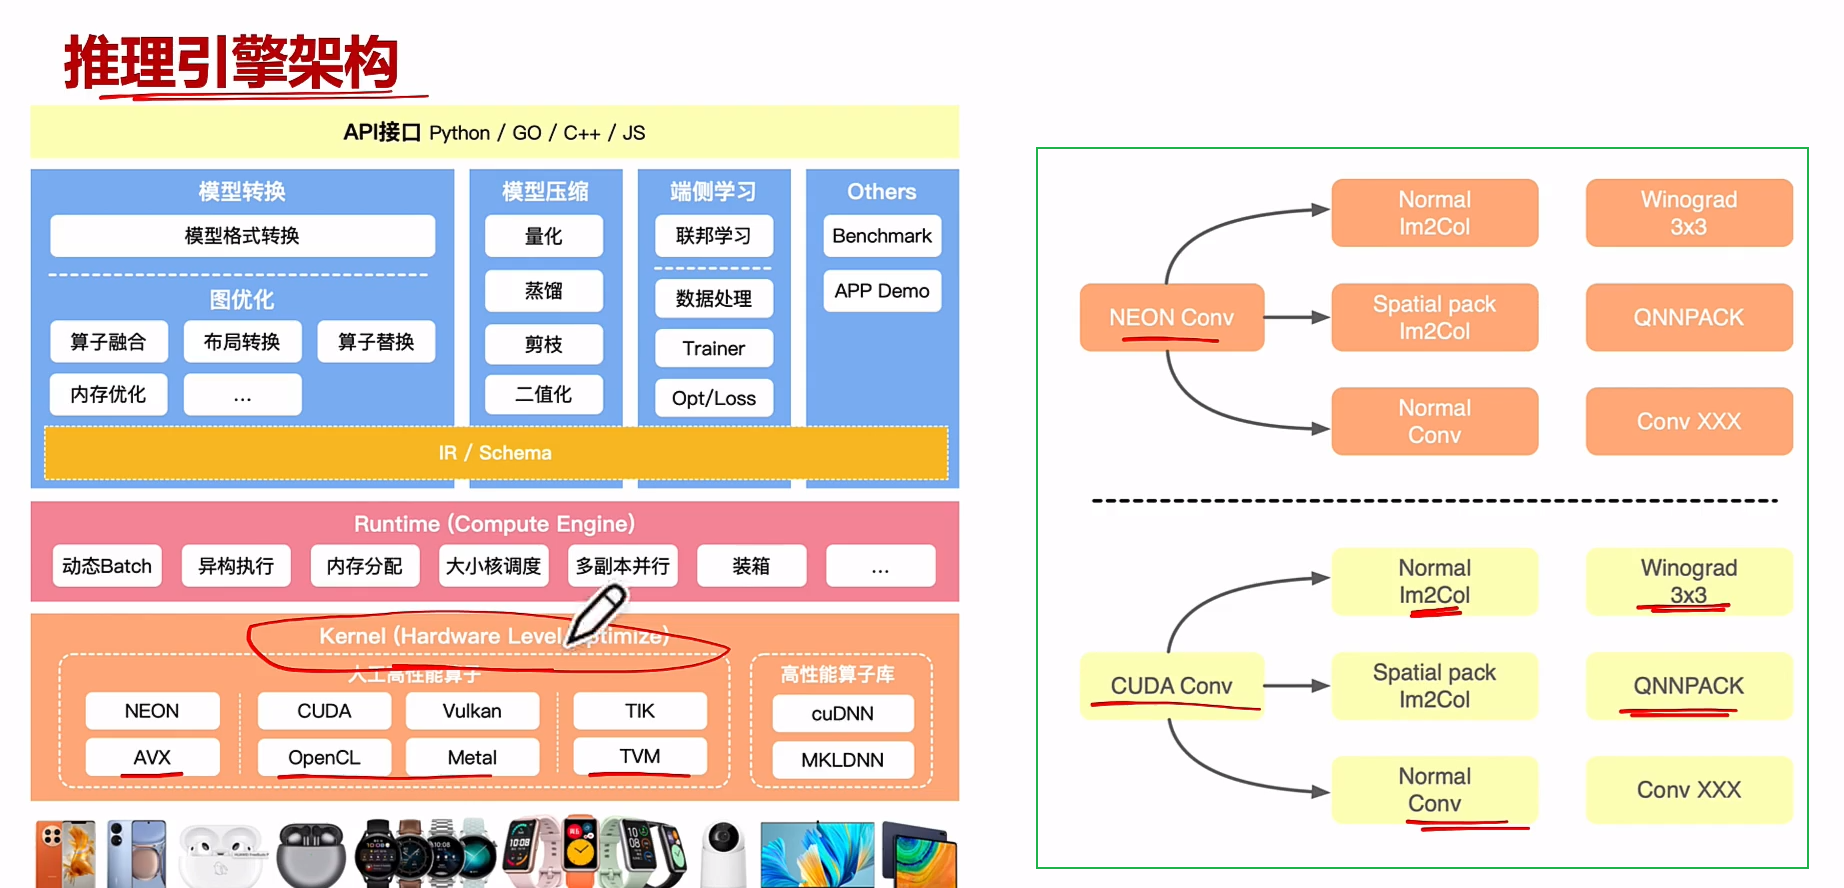 推理引擎架构
API接口 Python / GO / C++ / JS
模型转换
模型格式转换
图优化
算子融合
布局转换
算子替换
内存优化
...
模型压缩
量化
蒸馏
剪枝
二值化
端侧学习
联邦学习
数据处理
Trainer
Opt/Loss
Others
Benchmark
APP Demo
IR / Schema
Runtime (Compute Engine)
动态Batch
异构执行
内存分配
大小核调度
多副本并行
装箱
...
Kernel (Hardware Level Optimize)
人工高性能算子
NEON
CUDA
Vulkan
TIK
AVX
OpenCL
Metal
TVM
高性能算子库
cuDNN
MKLDNN
NEON Conv
Normal
Im2Col
Winograd
3x3
Spatial pack
Im2Col
QNNPACK
Normal
Conv
Conv XXX
CUDA Conv
Normal
Im2Col
Winograd
3x3
Spatial pack
Im2Col
QNNPACK
Normal
Conv
Conv XXX